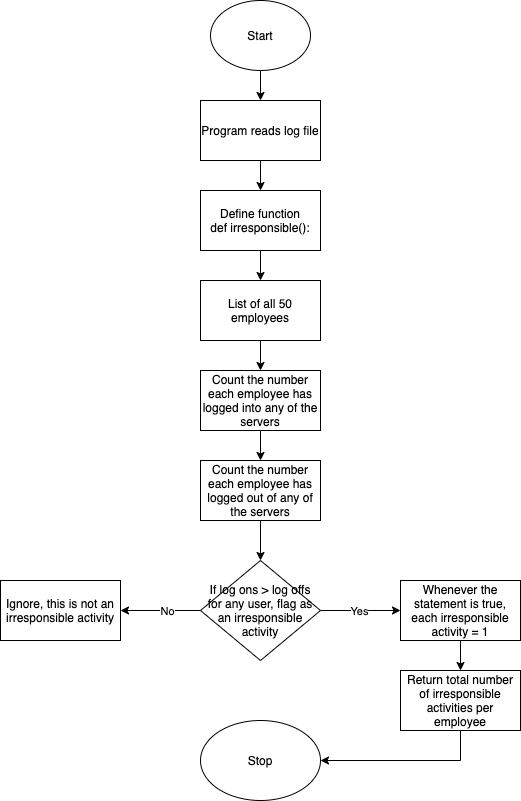 Start
Program reads log file
Define function
def irresponsible():
List of all 50
employees
Count the number
each employee has
logged into any of the
servers
Count the number
each employee has
logged out of any of
the servers
If log ons > log offs
for any user, flag as
an irresponsible
activity
No
Ignore, this is not an
irresponsible activity
Yes
Whenever the
statement is true,
each irresponsible
activity = 1
Return total number
of irresponsible
activities per
employee
Stop